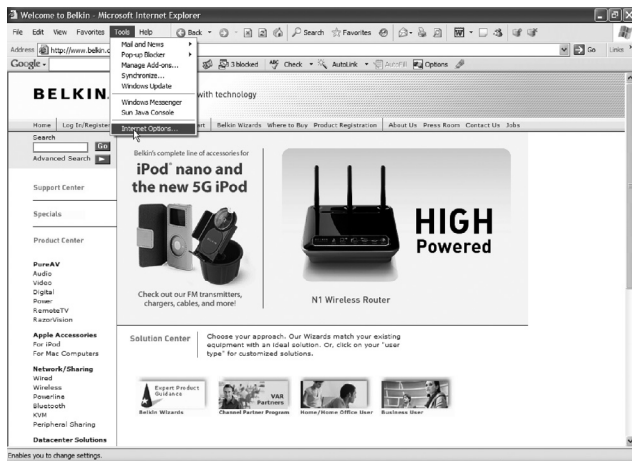 Welcome to Belkin - Microsoft Internet Explorer
File Edit View Favorites Tools Help Back Search Favorites
Address http://www.belkin.c Go Links
Google 3 blocked Check AutoLink AutoFill Options
Mail and News
Pop-up Blocker
Manage Add-ons...
Synchronize...
Windows Update
Windows Messenger
Sun Java Console
Internet Options...
BELKIN. with technology
Home Log In/Register Belkin Wizards Where to Buy Product Registration About Us Press Room Contact Us Jobs
Search
Go
Advanced Search
Support Center
Specials
Product Center
PureAV
Audio
Video
Digital
Power
RemoteTV
RazorVision
Apple Accessories
For iPod
For Mac Computers
Network/Sharing
Wired
Wireless
Powerline
Bluetooth
KVM
Peripheral Sharing
Datacenter Solutions
Belkin's complete line of accessories for
iPod® nano and
the new 5G iPod
Check out our FM transmitters,
chargers, cables, and more!
HIGH
Powered
N1 Wireless Router
Solution Center
Choose your approach. Our Wizards match your existing
equipment with an ideal solution. Or, click on your "user
type" for customized solutions.
Expert Product
Guidance
Belkin Wizards
VAR
Partners
Channel Partner Program
Home/Home Office User
Business User
Enables you to change settings.